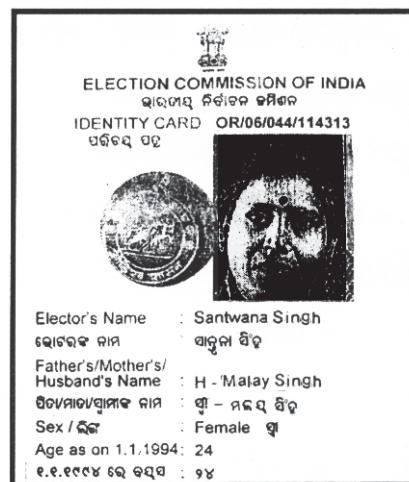 ELECTION COMMISSION OF INDIA
ଭାରତୀୟ ନିର୍ବାଚନ କମିଶନ
IDENTITY CARD OR/06/044/114313
ପରିଚୟ ପତ୍ର
Elector's Name : Santwana Singh
ଭୋଟରଙ୍କ ନାମ : ସାନ୍ତ୍ବନା ସିଂହ
Father's/Mother's/
Husband's Name : H - Malay Singh
ପିତା/ମାତା/ସ୍ବାମୀଙ୍କ ନାମ : ସ୍ବା – ମଳୟ ସିଂହ
Sex / ଲିଙ୍ଗ : Female ସ୍ତ୍ରୀ
Age as on 1.1.1994 : 24
୧.୧.୧୯୯୪ ରେ ବୟସ : ୨୪